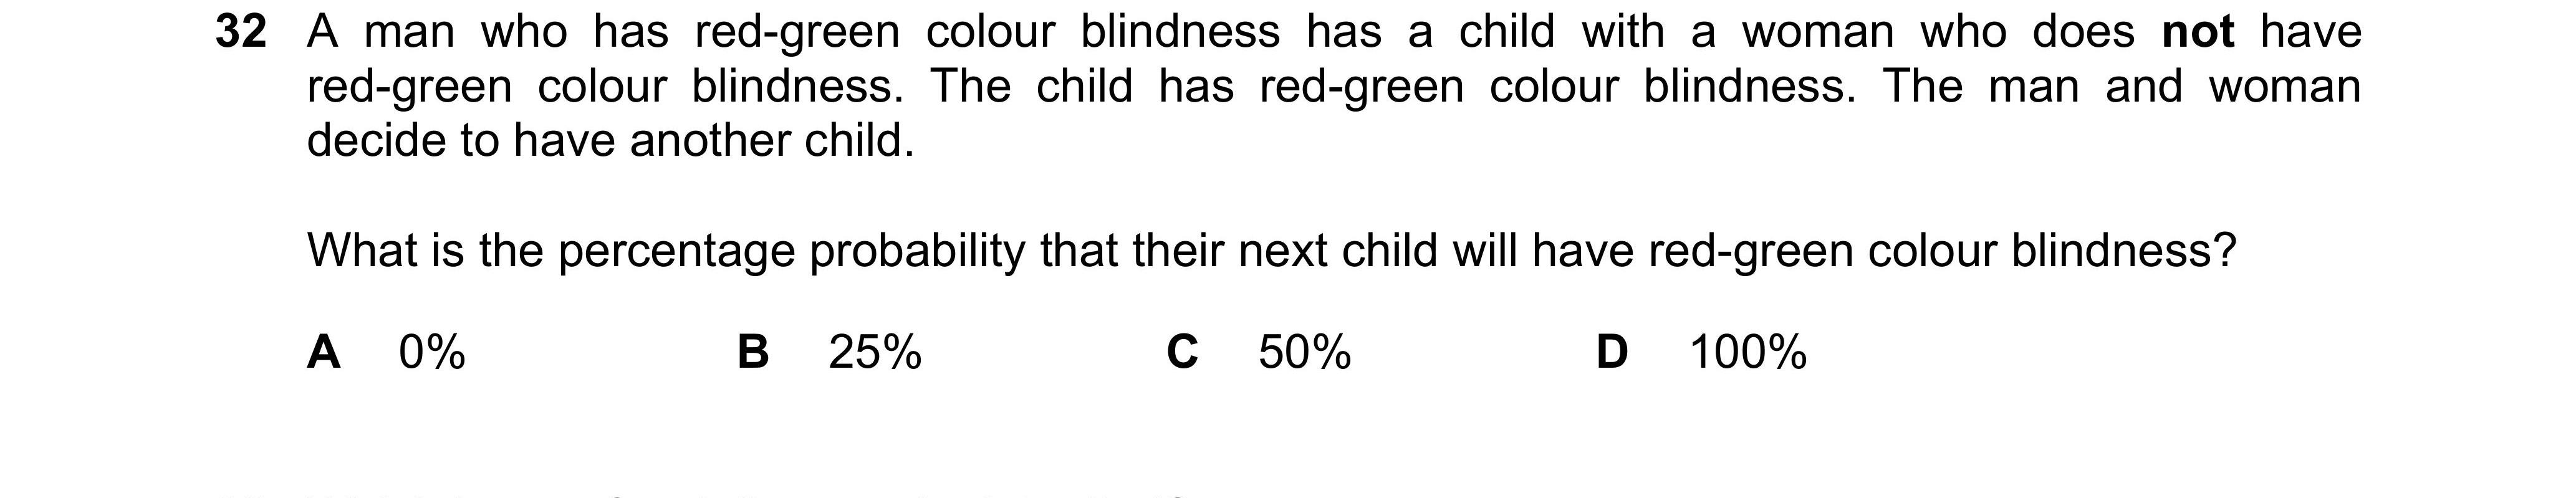 32 A man who has red-green colour blindness has a child with a woman who does not have
red-green colour blindness. The child has red-green colour blindness. The man and woman
decide to have another child.
What is the percentage probability that their next child will have red-green colour blindness?
A 0% B 25% C 50% D 100%